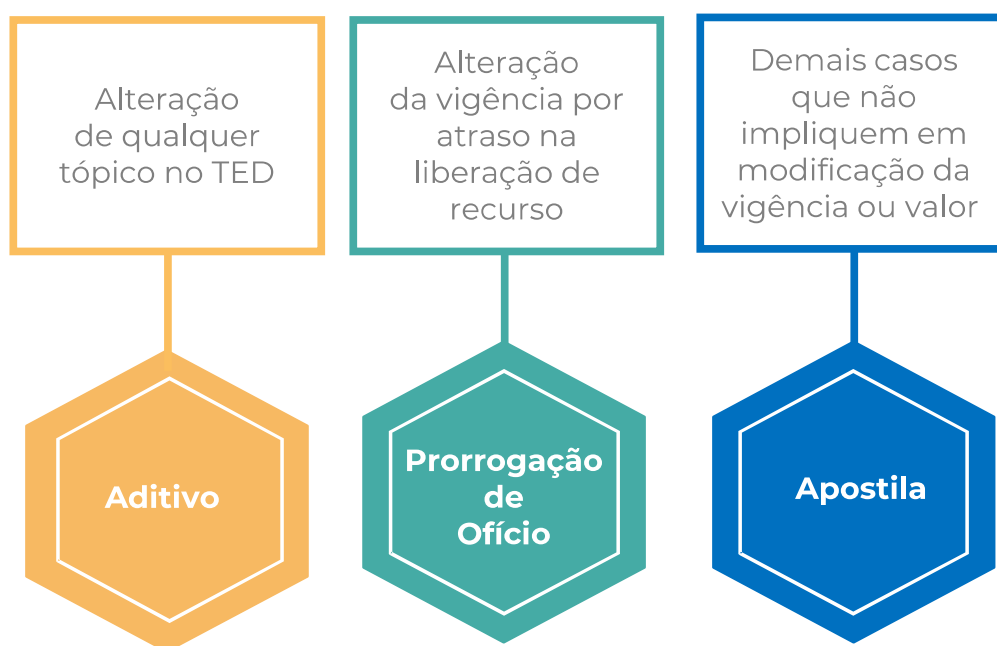 Alteração
de qualquer
tópico no TED
Aditivo
Alteração
da vigência por
atraso na
liberação de
recurso
Prorrogação
de
Ofício
Demais casos
que não
impliquem em
modificação da
vigência ou valor
Apostila